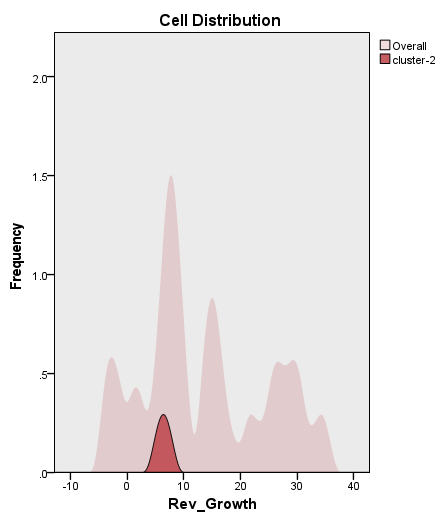 Cell Distribution
Overall
cluster-2
2.0
1.5
1.0
.5
.0
Frequency
-10 0 10 20 30 40
Rev_Growth